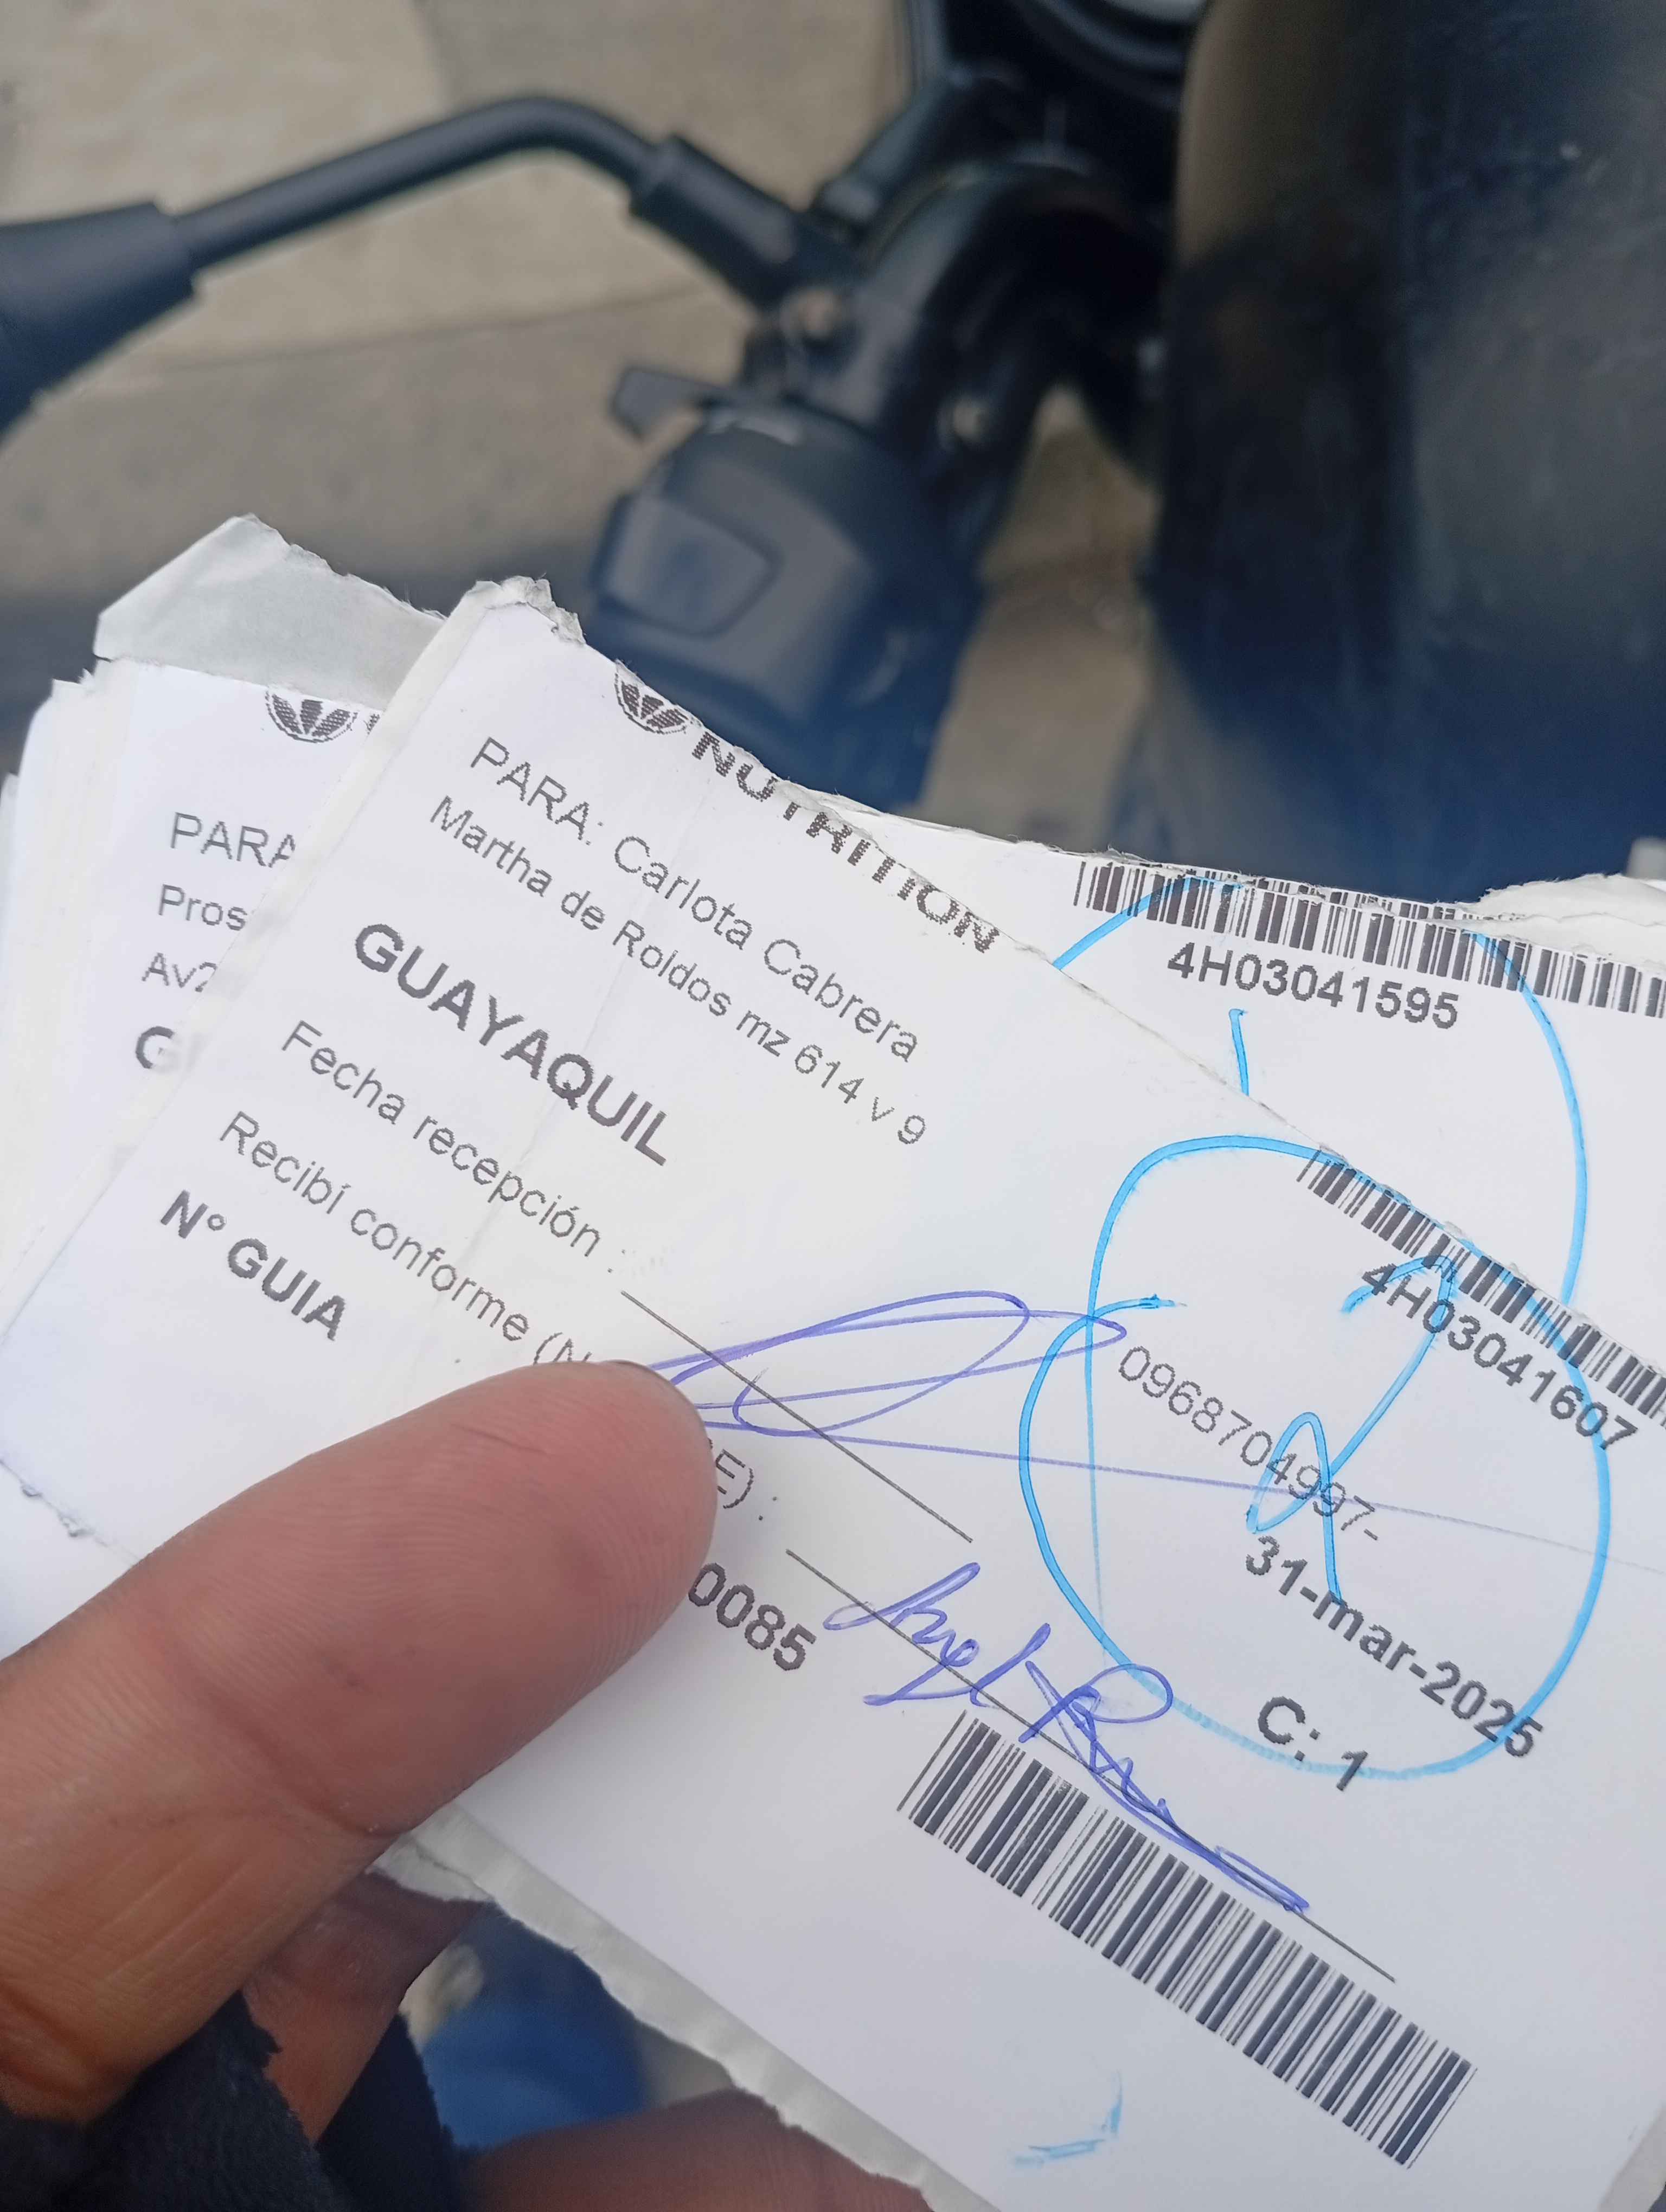 NUTRITION
PARA: Carlota Cabrera
Martha de Roldos mz 614 v 9
GUAYAQUIL
Fecha recepción :
Recibí conforme (N
E) :
N° GUIA
0085
4H03041607
0968704997-
31-mar-2025
C: 1
4H03041595
PARA
Pros
Av2
G